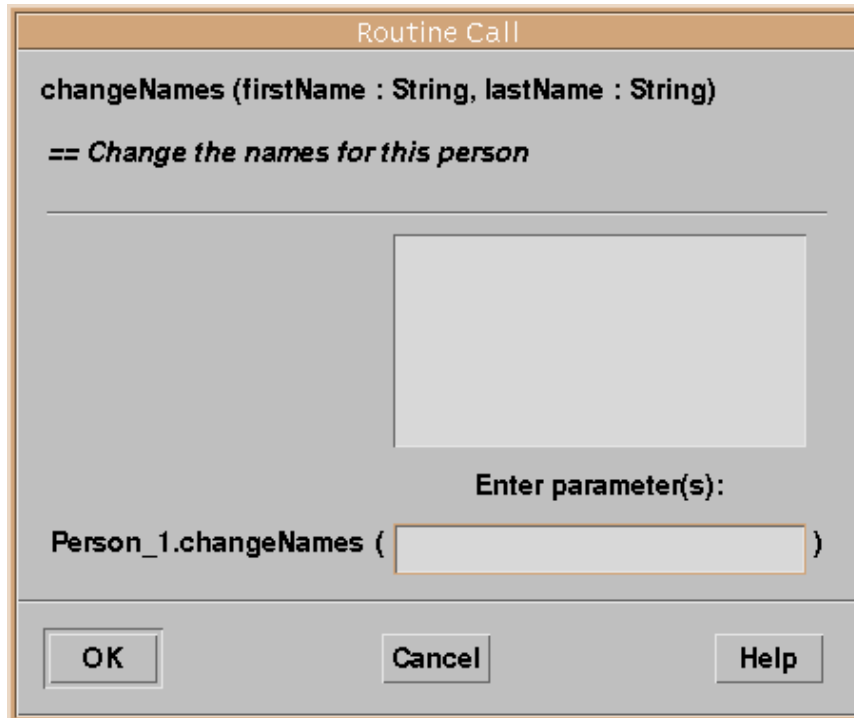 Routine Call
changeNames (firstName : String, lastName : String)
== Change the names for this person
Enter parameter(s):
Person_1.changeNames ( )
OK Cancel Help